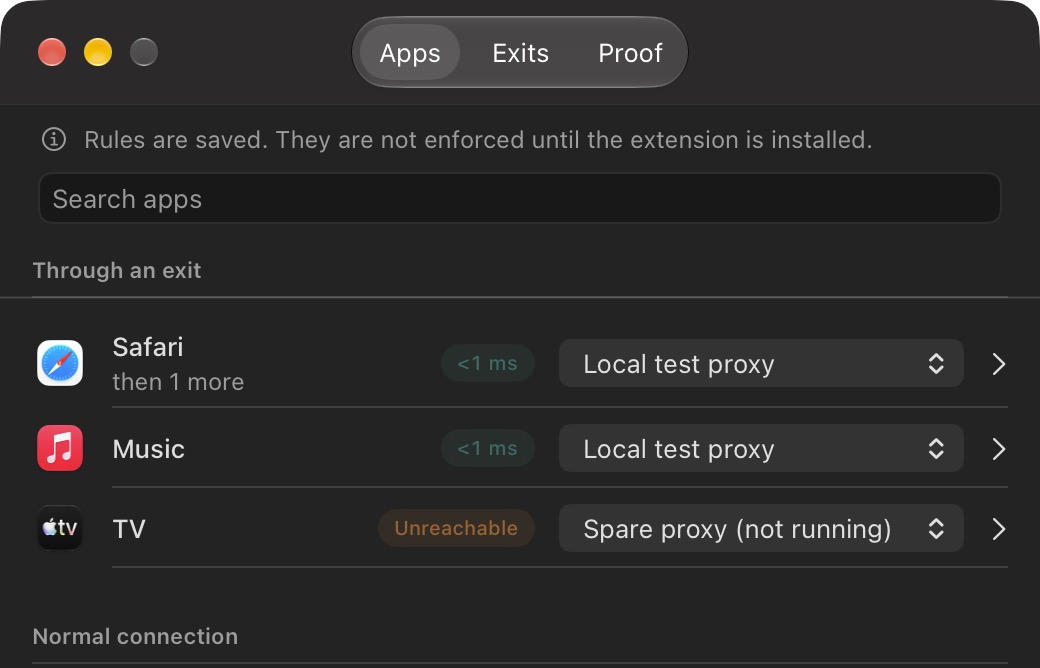 Apps Exits Proof
Rules are saved. They are not enforced until the extension is installed.
Search apps
Through an exit
Safari
then 1 more
<1 ms
Local test proxy
Music
<1 ms
Local test proxy
tv
TV
Unreachable
Spare proxy (not running)
Normal connection